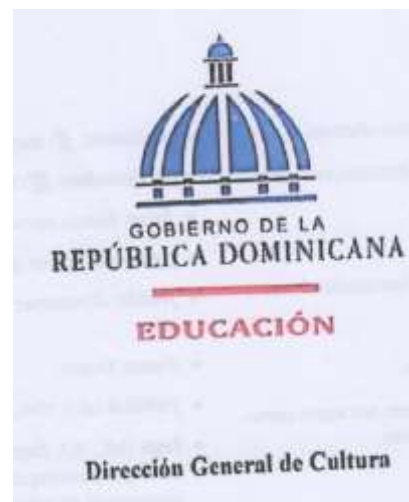 GOBIERNO DE LA
REPÚBLICA DOMINICANA
EDUCACIÓN
Dirección General de Cultura